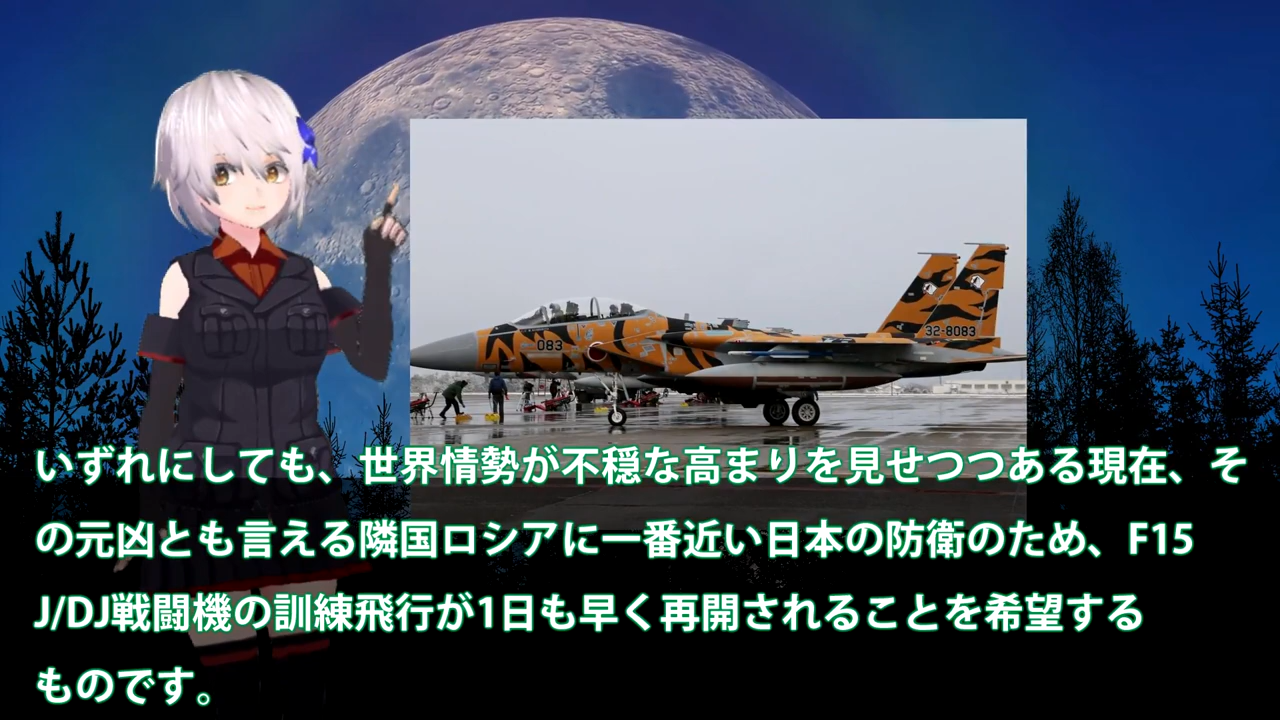 32-8083
083
いずれにしても、世界情勢が不穏な高まりを見せつつある現在、そ
の元凶とも言える隣国ロシアに一番近い日本の防衛のため、F15
J/DJ戦闘機の訓練飛行が1日も早く再開されることを希望する
ものです。